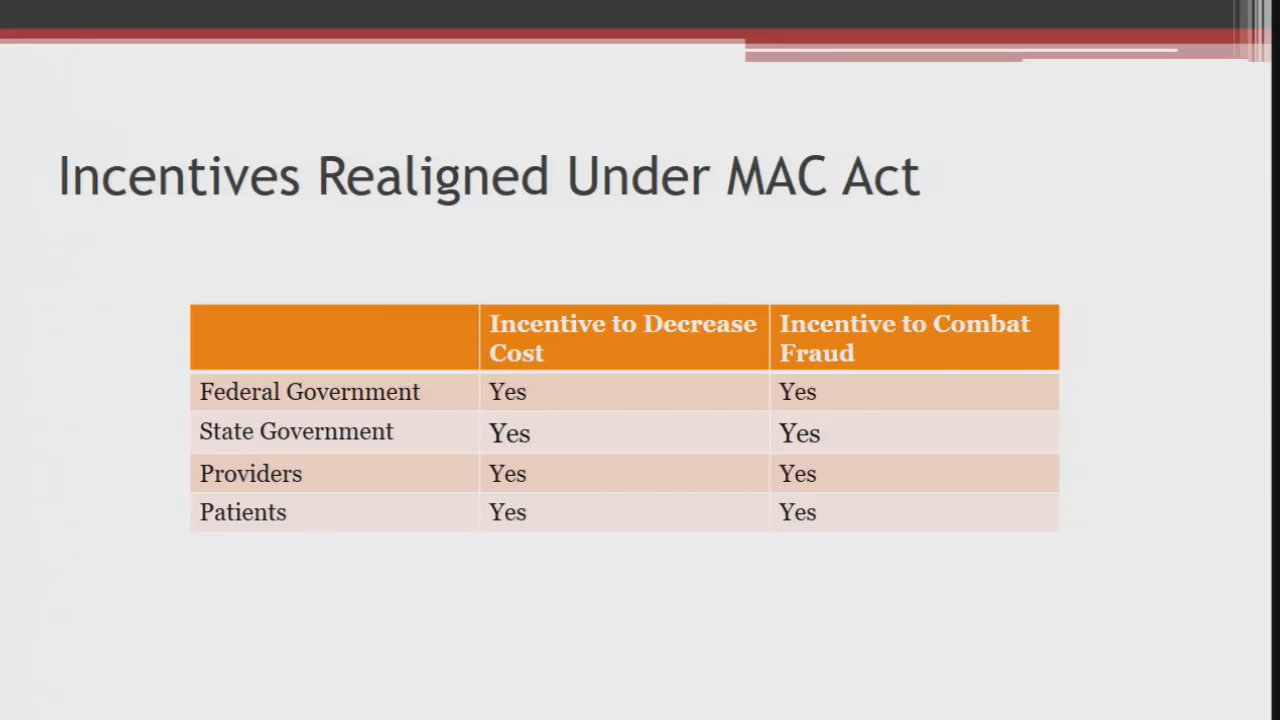 Incentives Realigned Under MAC Act
Incentive to Decrease Cost
Incentive to Combat Fraud
Federal Government Yes Yes
State Government Yes Yes
Providers Yes Yes
Patients Yes Yes